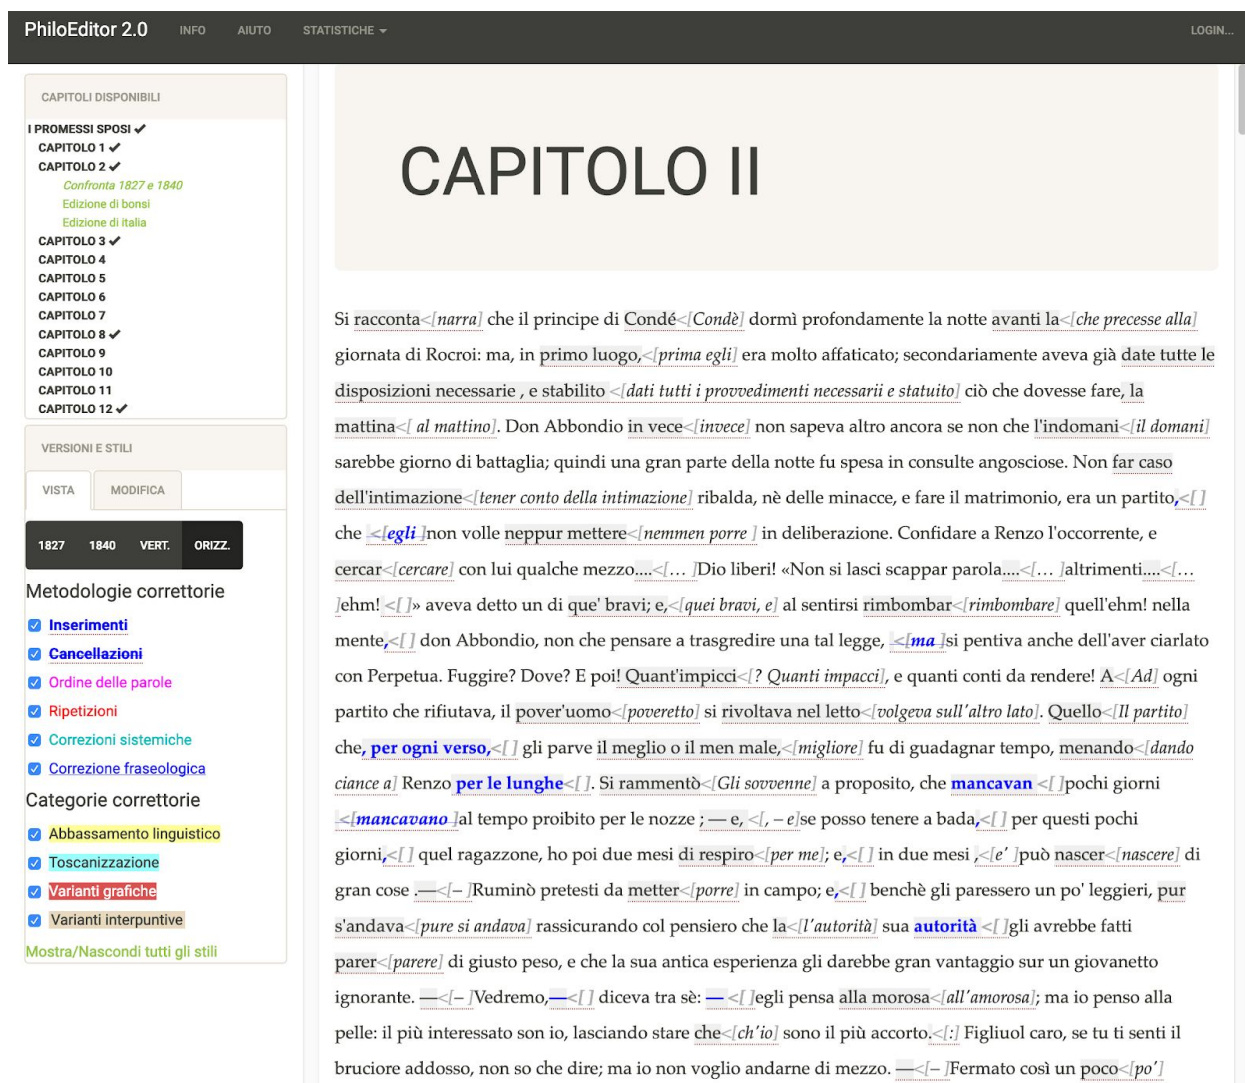 PhiloEditor 2.0 INFO AIUTO STATISTICHE LOGIN...
CAPITOLI DISPONIBILI
I PROMESSI SPOSI ✔
CAPITOLO 1 ✔
CAPITOLO 2 ✔
Confronta 1827 e 1840
Edizione di bonsi
Edizione di italia
CAPITOLO 3 ✔
CAPITOLO 4
CAPITOLO 5
CAPITOLO 6
CAPITOLO 7
CAPITOLO 8 ✔
CAPITOLO 9
CAPITOLO 10
CAPITOLO 11
CAPITOLO 12 ✔
VERSIONI E STILI
VISTA MODIFICA
1827 1840 VERT. ORIZZ.
Metodologie correttorie
Inserimenti
Cancellazioni
Ordine delle parole
Ripetizioni
Correzioni sistemiche
Correzione fraseologica
Categorie correttorie
Abbassamento linguistico
Toscanizzazione
Varianti grafiche
Varianti interpuntive
Mostra/Nascondi tutti gli stili
CAPITOLO II
Si racconta<[narra] che il principe di Condé<[Condè] dormì profondamente la notte avanti la<[che precesse alla]
giornata di Rocroi: ma, in primo luogo,<[prima egli] era molto affaticato; secondariamente aveva già date tutte le
disposizioni necessarie , e stabilito <[dati tutti i provvedimenti necessarii e statuito] ciò che dovesse fare, la
mattina<[ al mattino]. Don Abbondio in vece<[invece] non sapeva altro ancora se non che l'indomani<[il domani]
sarebbe giorno di battaglia; quindi una gran parte della notte fu spesa in consulte angosciose. Non far caso
dell'intimazione<[tener conto della intimazione] ribalda, nè delle minacce, e fare il matrimonio, era un partito,<[ ]
che <[egli ]non volle neppur mettere<[nemmen porre ] in deliberazione. Confidare a Renzo l'occorrente, e
cercar<[cercare] con lui qualche mezzo....<[... ]Dio liberi! «Non si lasci scappar parola....<[... ]altrimenti....<[...
]ehm! <[ ]» aveva detto un di que' bravi; e,<[quei bravi, e] al sentirsi rimbombar<[rimbombare] quell'ehm! nella
mente,<[ ] don Abbondio, non che pensare a trasgredire una tal legge, <[ma ]si pentiva anche dell'aver ciarlato
con Perpetua. Fuggire? Dove? E poi! Quant'impicci<[? Quanti impacci], e quanti conti da rendere! A<[Ad] ogni
partito che rifiutava, il pover'uomo<[poveretto] si rivoltava nel letto<[volgeva sull'altro lato]. Quello<[Il partito]
che, per ogni verso,<[ ] gli parve il meglio o il men male,<[migliore] fu di guadagnar tempo, menando<[dando
ciance a] Renzo per le lunghe<[ ]. Si rammentò<[Gli sovvenne] a proposito, che mancavan <[ ]pochi giorni
<[mancavano ]al tempo proibito per le nozze ; — e, <[, – e]se posso tenere a bada,<[ ] per questi pochi
giorni,<[ ] quel ragazzone, ho poi due mesi di respiro<[per me]; e,<[ ] in due mesi ,<[e' ]può nascer<[nascere] di
gran cose .—<[– ]Ruminò pretesti da metter<[porre] in campo; e,<[ ] benchè gli paressero un po' leggieri, pur
s'andava<[pure si andava] rassicurando col pensiero che la<[l'autorità] sua autorità <[ ]gli avrebbe fatti
parer<[parere] di giusto peso, e che la sua antica esperienza gli darebbe gran vantaggio sur un giovanetto
ignorante. —<[– ]Vedremo,—<[ ] diceva tra sè: — <[ ]egli pensa alla morosa<[all'amorosa]; ma io penso alla
pelle: il più interessato son io, lasciando stare che<[ch'io] sono il più accorto.<[:] Figliuol caro, se tu ti senti il
bruciore addosso, non so che dire; ma io non voglio andarne di mezzo. —<[– ]Fermato così un poco<[po']